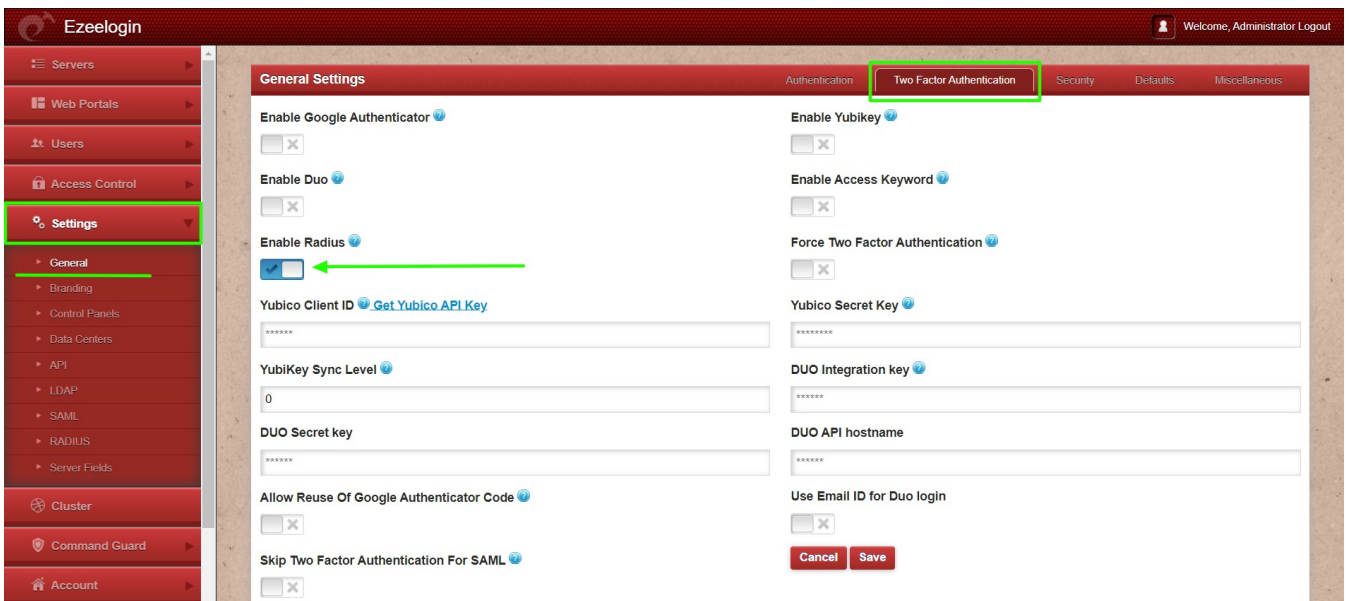 Ezeelogin
Welcome, Administrator Logout
Servers
Web Portals
Users
Access Control
Settings
General
Branding
Control Panels
Data Centers
API
LDAP
SAML
RADIUS
Server Fields
Cluster
Command Guard
Account
General Settings
Authentication Two Factor Authentication Security Defaults Miscellaneous
Enable Google Authenticator
Enable Yubikey
Enable Duo
Enable Access Keyword
Enable Radius
Force Two Factor Authentication
Yubico Client ID Get Yubico API Key
******
Yubico Secret Key
********
YubiKey Sync Level
0
DUO Integration key
******
DUO Secret key
******
DUO API hostname
******
Allow Reuse Of Google Authenticator Code
Use Email ID for Duo login
Skip Two Factor Authentication For SAML
Cancel Save